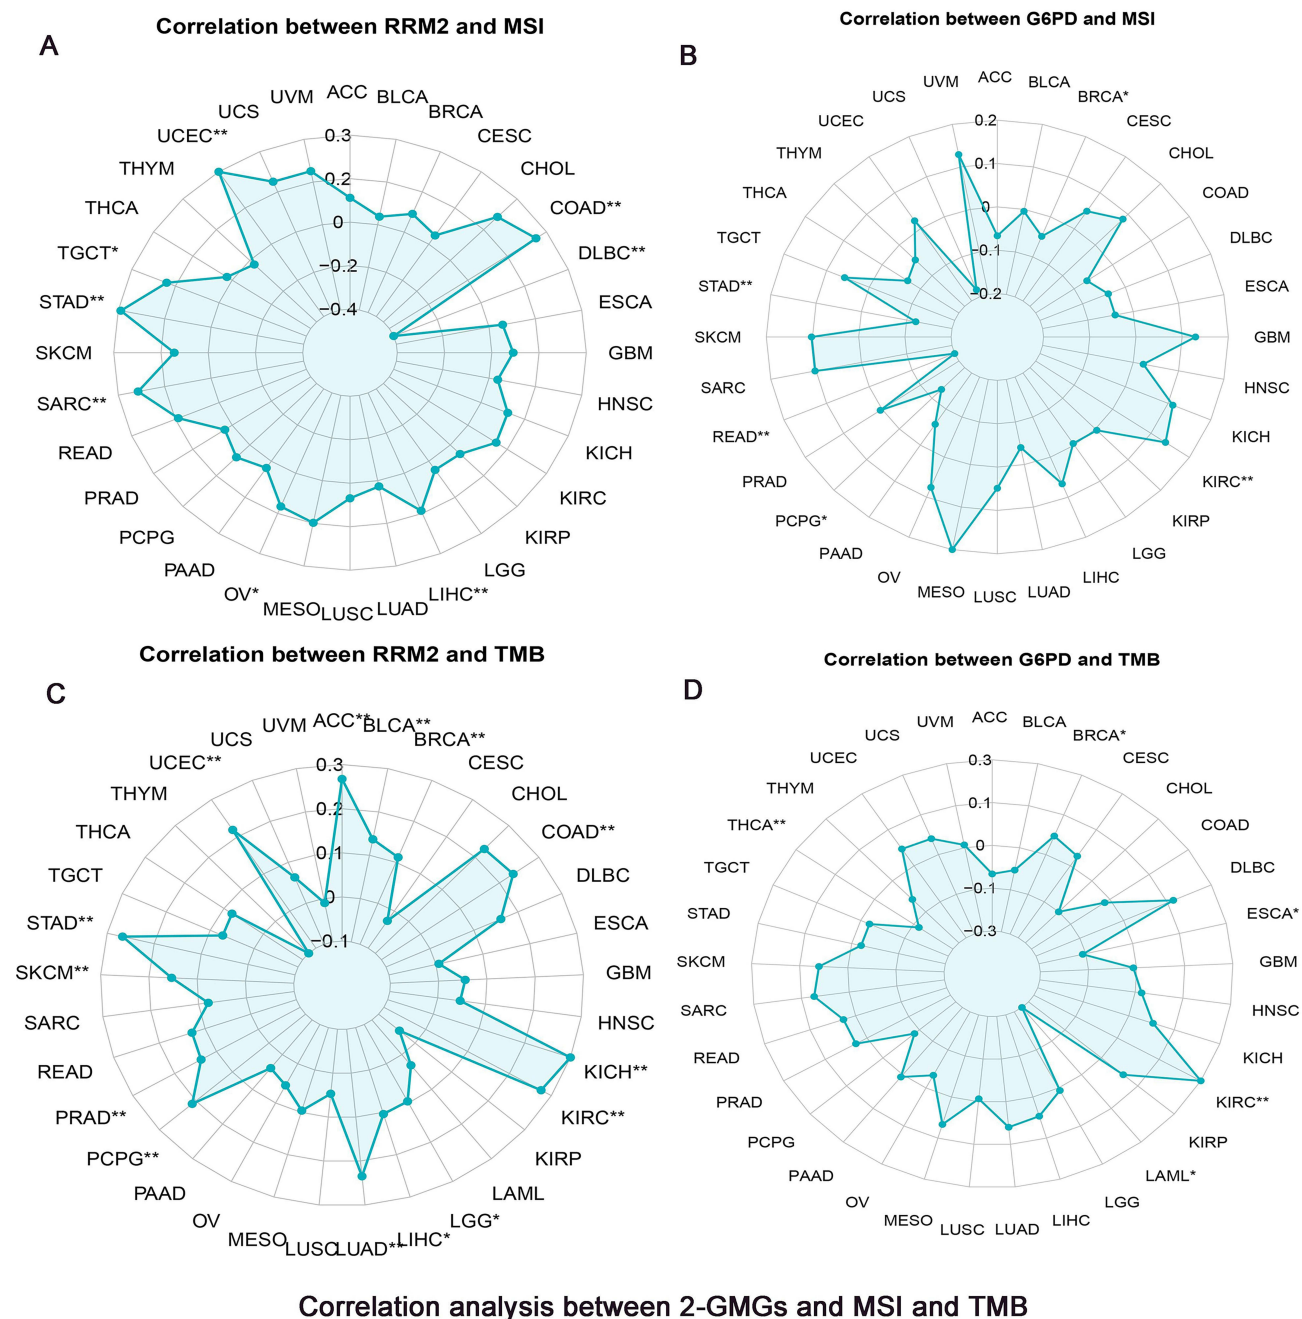 Correlation between RRM2 and MSI
A
ACC
BLCA
BRCA
CESC
CHOL
COAD**
DLBC**
ESCA
GBM
HNSC
KICH
KIRC
KIRP
LGG
LIHC**
LUAD
LUSC
MESO
OV*
PAAD
PCPG
PRAD
READ
SARC**
SKCM
STAD**
TGCT*
THCA
THYM
UCEC**
UCS
UVM
0.3
0.2
0
−0.2
−0.4
Correlation between G6PD and MSI
B
ACC
BLCA
BRCA*
CESC
CHOL
COAD
DLBC
ESCA
GBM
HNSC
KICH
KIRC**
KIRP
LGG
LIHC
LUAD
LUSC
MESO
OV
PAAD
PCPG*
PRAD
READ**
SARC
SKCM
STAD**
TGCT
THCA
THYM
UCEC
UCS
UVM
0.2
0.1
0
−0.1
−0.2
Correlation between RRM2 and TMB
C
ACC**
BLCA**
BRCA**
CESC
CHOL
COAD**
DLBC
ESCA
GBM
HNSC
KICH**
KIRC**
KIRP
LAML
LGG*
LIHC*
LUAD**
LUSC
MESO
OV
PAAD
PCPG**
PRAD**
READ
SARC
SKCM**
STAD**
TGCT
THCA
THYM
UCEC**
UCS
UVM
0.3
0.2
0.1
0
−0.1
Correlation between G6PD and TMB
D
ACC
BLCA
BRCA*
CESC
CHOL
COAD
DLBC
ESCA*
GBM
HNSC
KICH
KIRC**
KIRP
LAML*
LGG
LIHC
LUAD
LUSC
MESO
OV
PAAD
PCPG
PRAD
READ
SARC
SKCM
STAD
TGCT
THCA**
THYM
UCEC
UCS
UVM
0.3
0.1
0
−0.1
−0.3
Correlation analysis between 2-GMGs and MSI and TMB